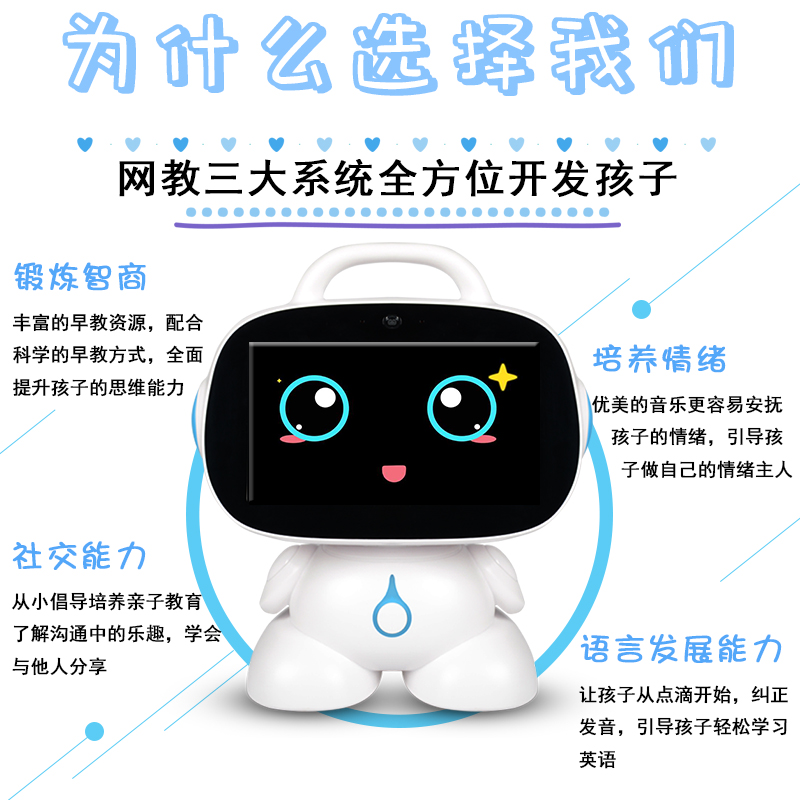 为什么选择我们
网教三大系统全方位开发孩子
锻炼智商
丰富的早教资源，配合
科学的早教方式，全面
提升孩子的思维能力
培养情绪
优美的音乐更容易安抚
孩子的情绪，引导孩
子做自己的情绪主人
社交能力
从小倡导培养亲子教育
了解沟通中的乐趣，学会
与他人分享
语言发展能力
让孩子从点滴开始，纠正
发音，引导孩子轻松学习
英语